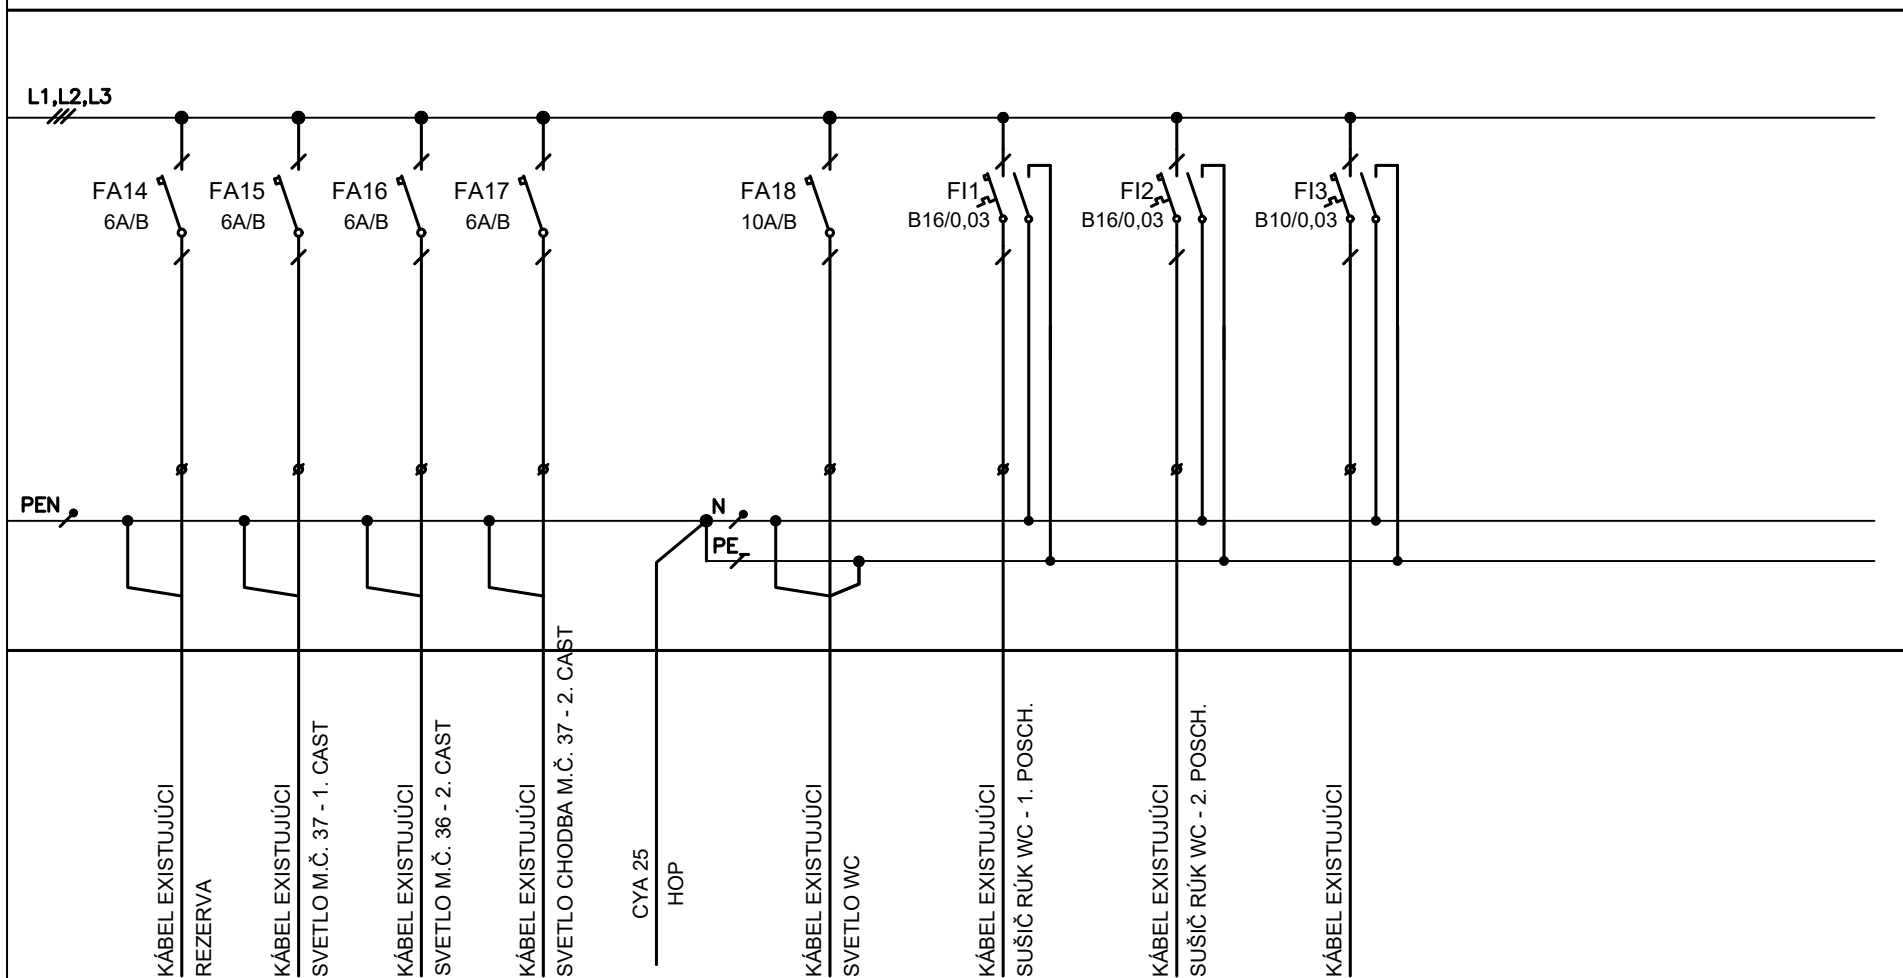 L1,L2,L3
FA14
6A/B
FA15
6A/B
FA16
6A/B
FA17
6A/B
FA18
10A/B
FI1
B16/0,03
FI2
B16/0,03
FI3
B10/0,03
PEN
N
PE
KÁBEL EXISTUJÚCI
REZERVA
KÁBEL EXISTUJÚCI
SVETLO M.Č. 37 - 1. CAST
KÁBEL EXISTUJÚCI
SVETLO M.Č. 36 - 2. CAST
KÁBEL EXISTUJÚCI
SVETLO CHODBA M.Č. 37 - 2. CAST
CYA 25
HOP
KÁBEL EXISTUJÚCI
SVETLO WC
KÁBEL EXISTUJÚCI
SUŠIČ RÚK WC - 1. POSCH.
KÁBEL EXISTUJÚCI
SUŠIČ RÚK WC - 2. POSCH.
KÁBEL EXISTUJÚCI